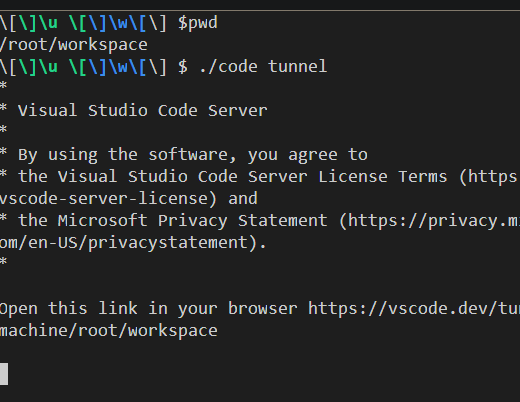 \[\]\u \[\]\w\[\] $pwd
/root/workspace
\[\]\u \[\]\w\[\] $ ./code tunnel
*
* Visual Studio Code Server
*
* By using the software, you agree to
* the Visual Studio Code Server License Terms (https
vscode-server-license) and
* the Microsoft Privacy Statement (https://privacy.mi
om/en-US/privacystatement).
*
Open this link in your browser https://vscode.dev/tun
machine/root/workspace